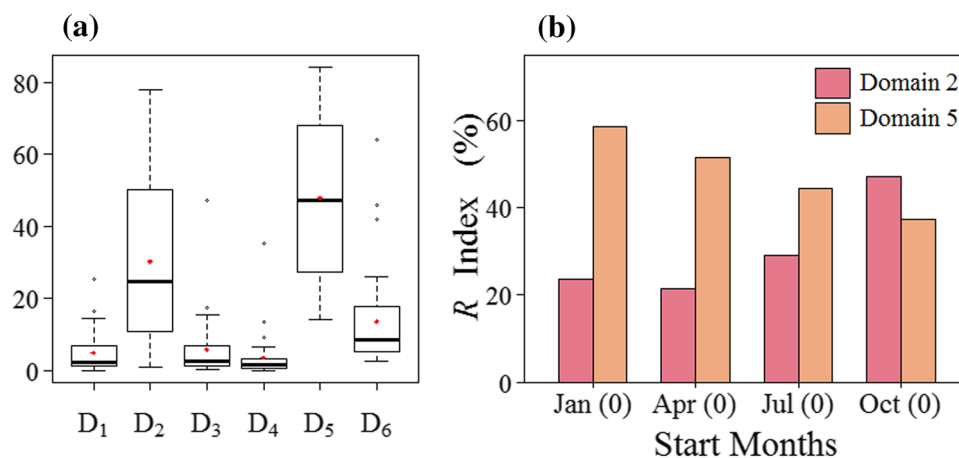 (a)
80
60
40
20
0
D1 D2 D3 D4 D5 D6
(b)
R Index (%)
60
40
20
0
Domain 2
Domain 5
Jan (0) Apr (0) Jul (0) Oct (0)
Start Months